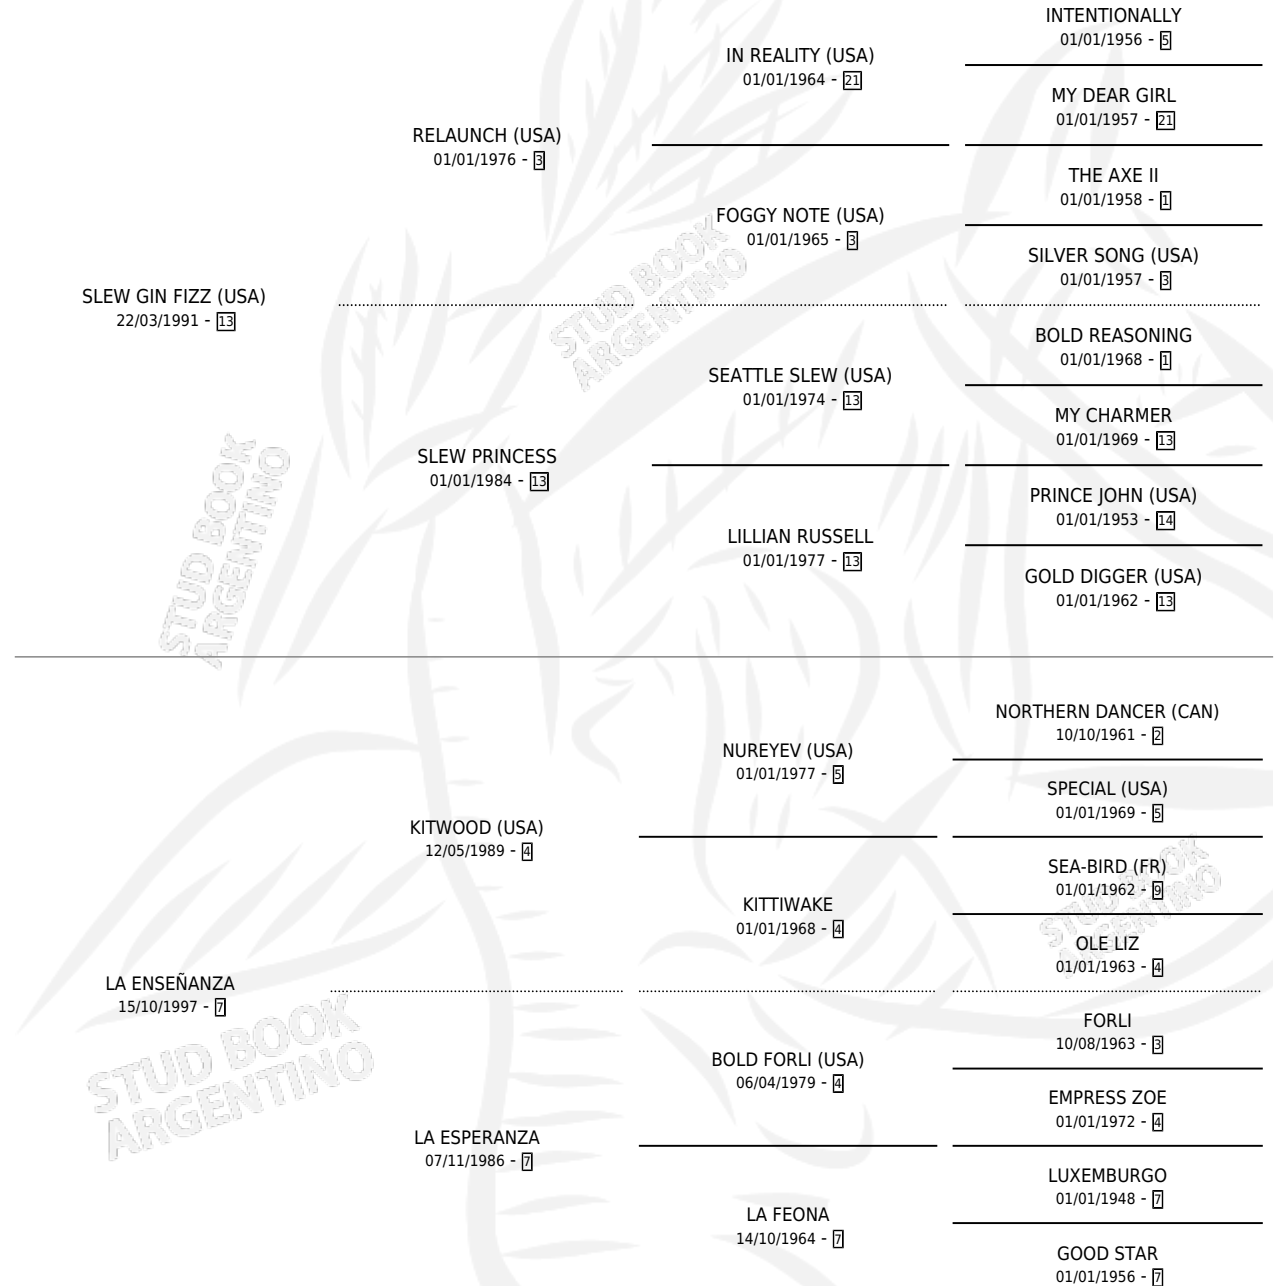 INTENTIONALLY
01/01/1956 - 5
IN REALITY (USA)
01/01/1964 - 21
MY DEAR GIRL
01/01/1957 - 21
RELAUNCH (USA)
01/01/1976 - 3
THE AXE II
01/01/1958 - 1
FOGGY NOTE (USA)
01/01/1965 - 3
SILVER SONG (USA)
01/01/1957 - 3
SLEW GIN FIZZ (USA)
22/03/1991 - 13
BOLD REASONING
01/01/1968 - 1
SEATTLE SLEW (USA)
01/01/1974 - 13
MY CHARMER
01/01/1969 - 13
SLEW PRINCESS
01/01/1984 - 13
PRINCE JOHN (USA)
01/01/1953 - 14
LILLIAN RUSSELL
01/01/1977 - 13
GOLD DIGGER (USA)
01/01/1962 - 13
NORTHERN DANCER (CAN)
10/10/1961 - 2
NUREYEV (USA)
01/01/1977 - 5
SPECIAL (USA)
01/01/1969 - 5
KITWOOD (USA)
12/05/1989 - 4
SEA-BIRD (FR)
01/01/1962 - 9
KITTIWAKE
01/01/1968 - 4
OLE LIZ
01/01/1963 - 4
LA ENSEÑANZA
15/10/1997 - 7
FORLI
10/08/1963 - 3
BOLD FORLI (USA)
06/04/1979 - 4
EMPRESS ZOE
01/01/1972 - 4
LA ESPERANZA
07/11/1986 - 7
LUXEMBURGO
01/01/1948 - 7
LA FEONA
14/10/1964 - 7
GOOD STAR
01/01/1956 - 7
STUD BOOK
ARGENTINO
STUD BOOK
ARGENTINO
STUD BOOK
ARGENTINO
STUD BOOK
ARGENTINO